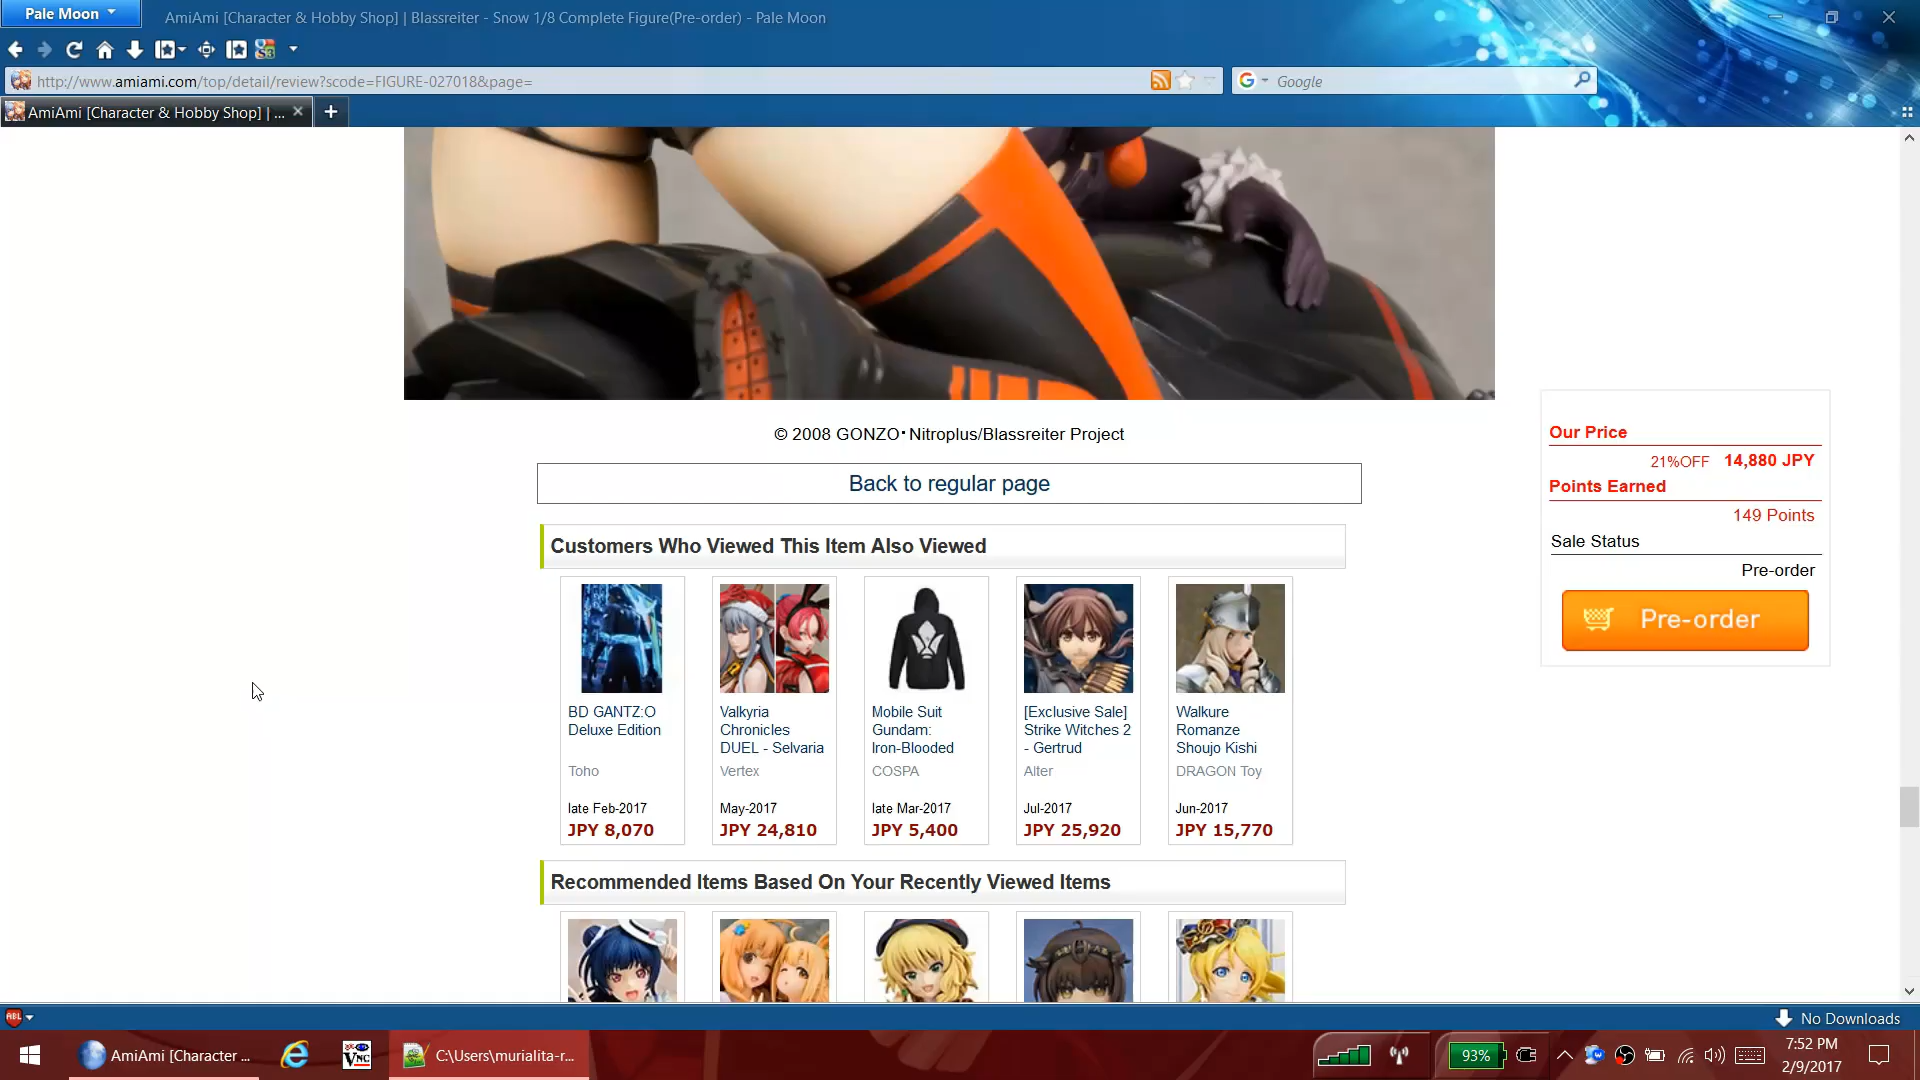 Pale Moon
AmiAmi [Character & Hobby Shop] | Blassreiter - Snow 1/8 Complete Figure(Pre-order) - Pale Moon
http://www.amiami.com/top/detail/review?scode=FIGURE-027018&page=
Google
AmiAmi [Character & Hobby Shop] | ...
© 2008 GONZO・Nitroplus/Blassreiter Project
Back to regular page
Our Price
21%OFF 14,880 JPY
Points Earned
149 Points
Sale Status
Pre-order
Pre-order
Customers Who Viewed This Item Also Viewed
BD GANTZ:O
Deluxe Edition
Toho
late Feb-2017
JPY 8,070
Valkyria
Chronicles
DUEL - Selvaria
Vertex
May-2017
JPY 24,810
Mobile Suit
Gundam:
Iron-Blooded
COSPA
late Mar-2017
JPY 5,400
[Exclusive Sale]
Strike Witches 2
- Gertrud
Alter
Jul-2017
JPY 25,920
Walkure
Romanze
Shoujo Kishi
DRAGON Toy
Jun-2017
JPY 15,770
Recommended Items Based On Your Recently Viewed Items
ABL
No Downloads
AmiAmi [Character ...
VNC
C:\Users\murialita-r...
93%
7:52 PM
2/9/2017